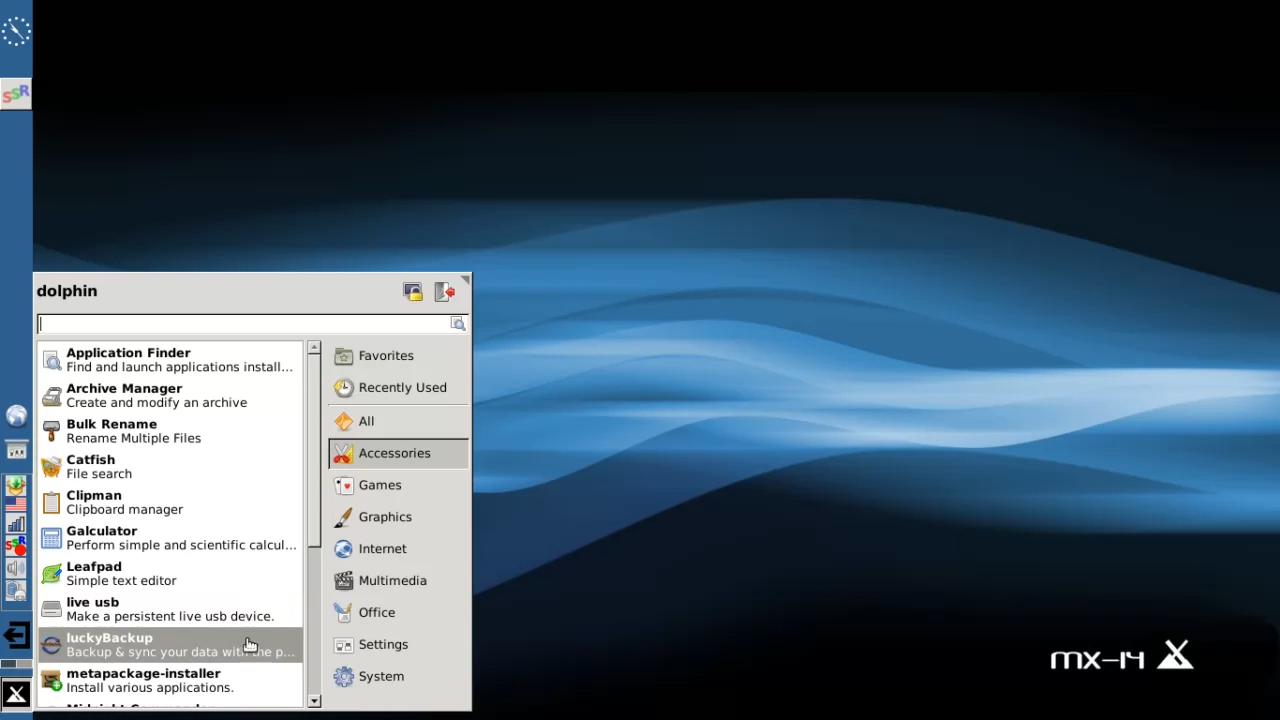 SSR
dolphin
Application Finder
Find and launch applications install...
Archive Manager
Create and modify an archive
Bulk Rename
Rename Multiple Files
Catfish
File search
Clipman
Clipboard manager
Galculator
Perform simple and scientific calcul...
Leafpad
Simple text editor
live usb
Make a persistent live usb device.
luckyBackup
Backup & sync your data with the p...
metapackage-installer
Install various applications.
Favorites
Recently Used
All
Accessories
Games
Graphics
Internet
Multimedia
Office
Settings
System
SSR
mx-14